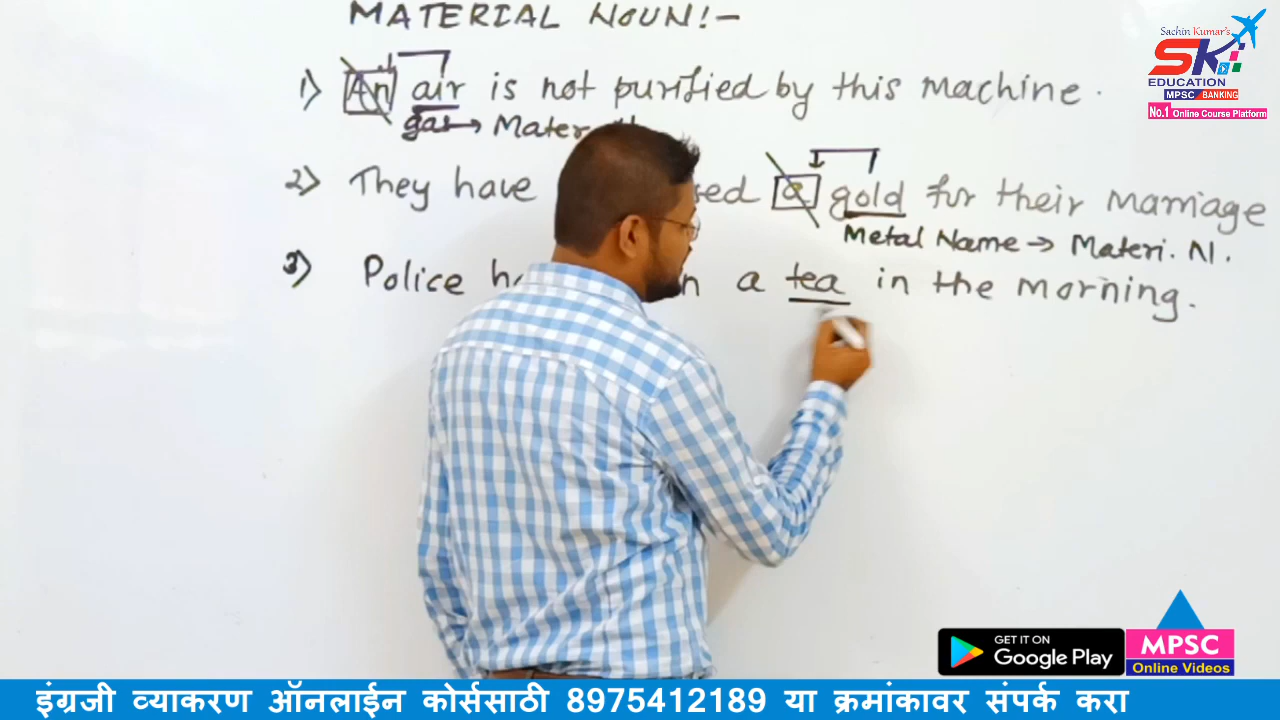 MATERIAL NOUN!-
1) An air is not purified by this machine.
gas → Mater
2) They have a gold for their marriage
Metal Name → Materi. N.
3) Police a tea in the morning.
Sachin Kumar's
SK
EDUCATION
MPSC BANKING
No.1 Online Course Platform
GET IT ON
Google Play
MPSC
Online Videos
इंग्रजी व्याकरण ऑनलाईन कोर्ससाठी 8975412189 या क्रमांकावर संपर्क करा